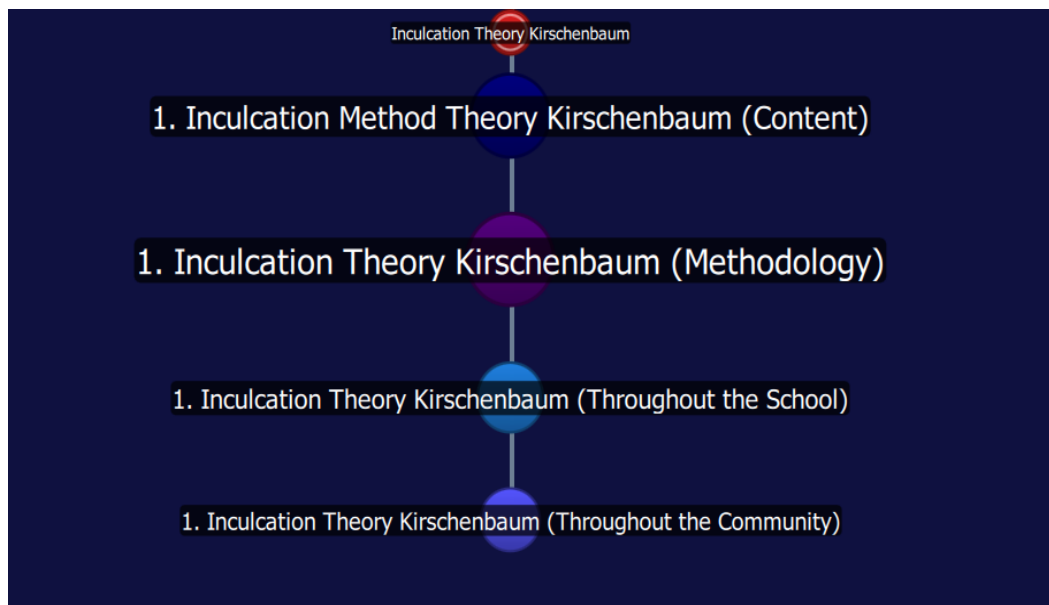 Inculcation Theory Kirschenbaum
1. Inculcation Method Theory Kirschenbaum (Content)
1. Inculcation Theory Kirschenbaum (Methodology)
1. Inculcation Theory Kirschenbaum (Throughout the School)
1. Inculcation Theory Kirschenbaum (Throughout the Community)